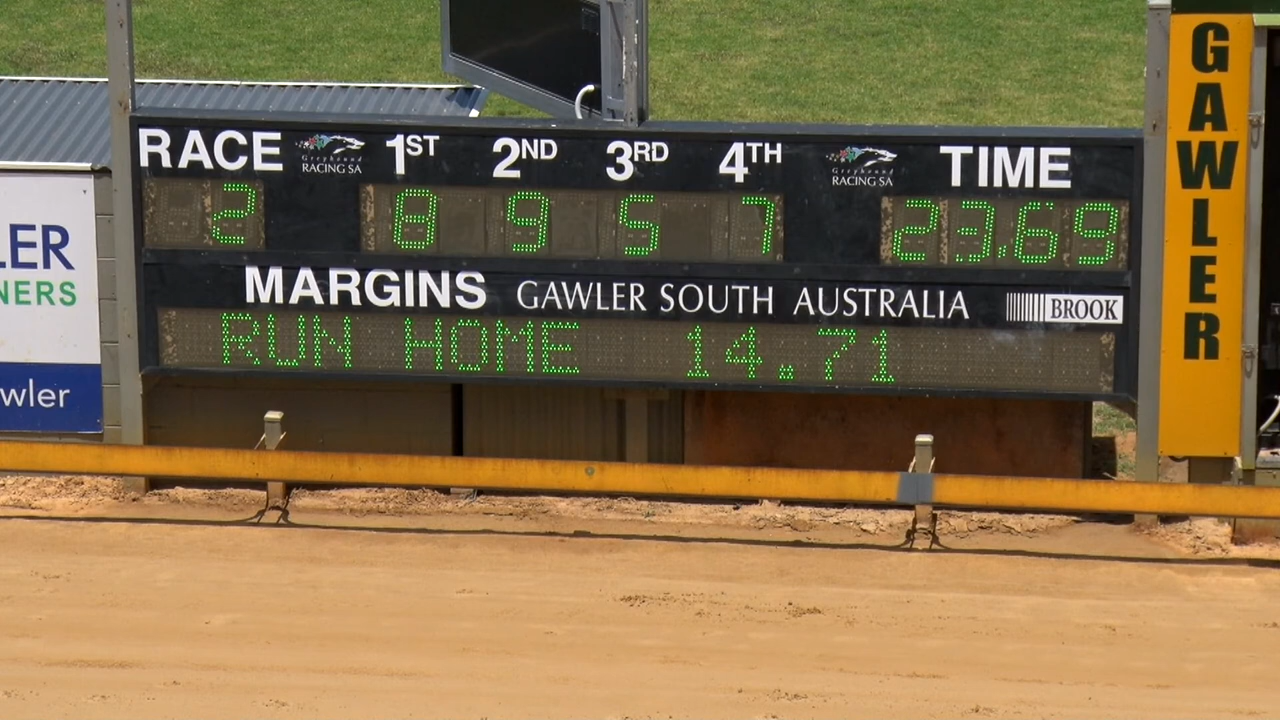 RACE Greyhound RACING SA 1ST 2ND 3RD 4TH Greyhound RACING SA TIME
2 8 9 5 7 23.69
MARGINS GAWLER SOUTH AUSTRALIA BROOK
RUN HOME 14.71
GAWLER
LER
NERS
wler